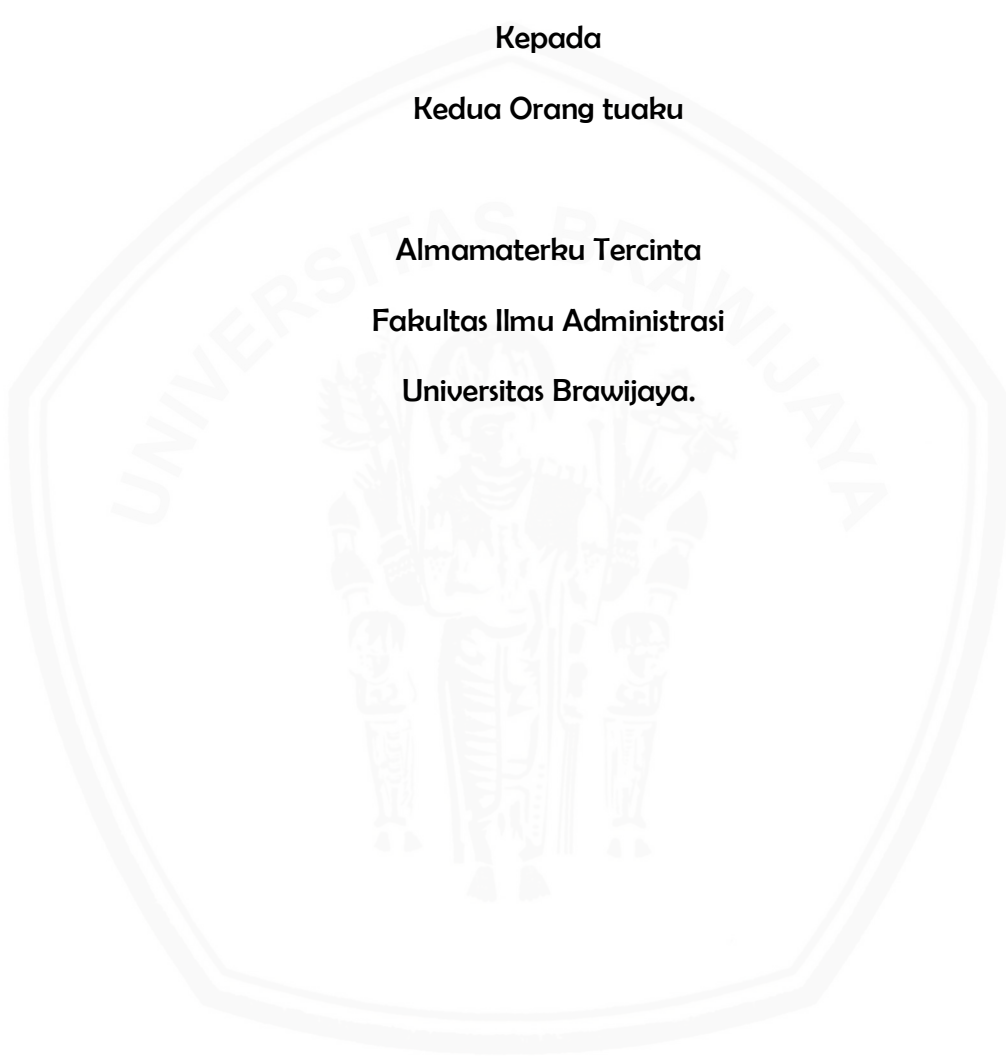 Kepada
Kedua Orang tuaku
Almamaterku Tercinta
Fakultas Ilmu Administrasi
Universitas Brawijaya.
UNIVERSITAS BRAWIJAYA